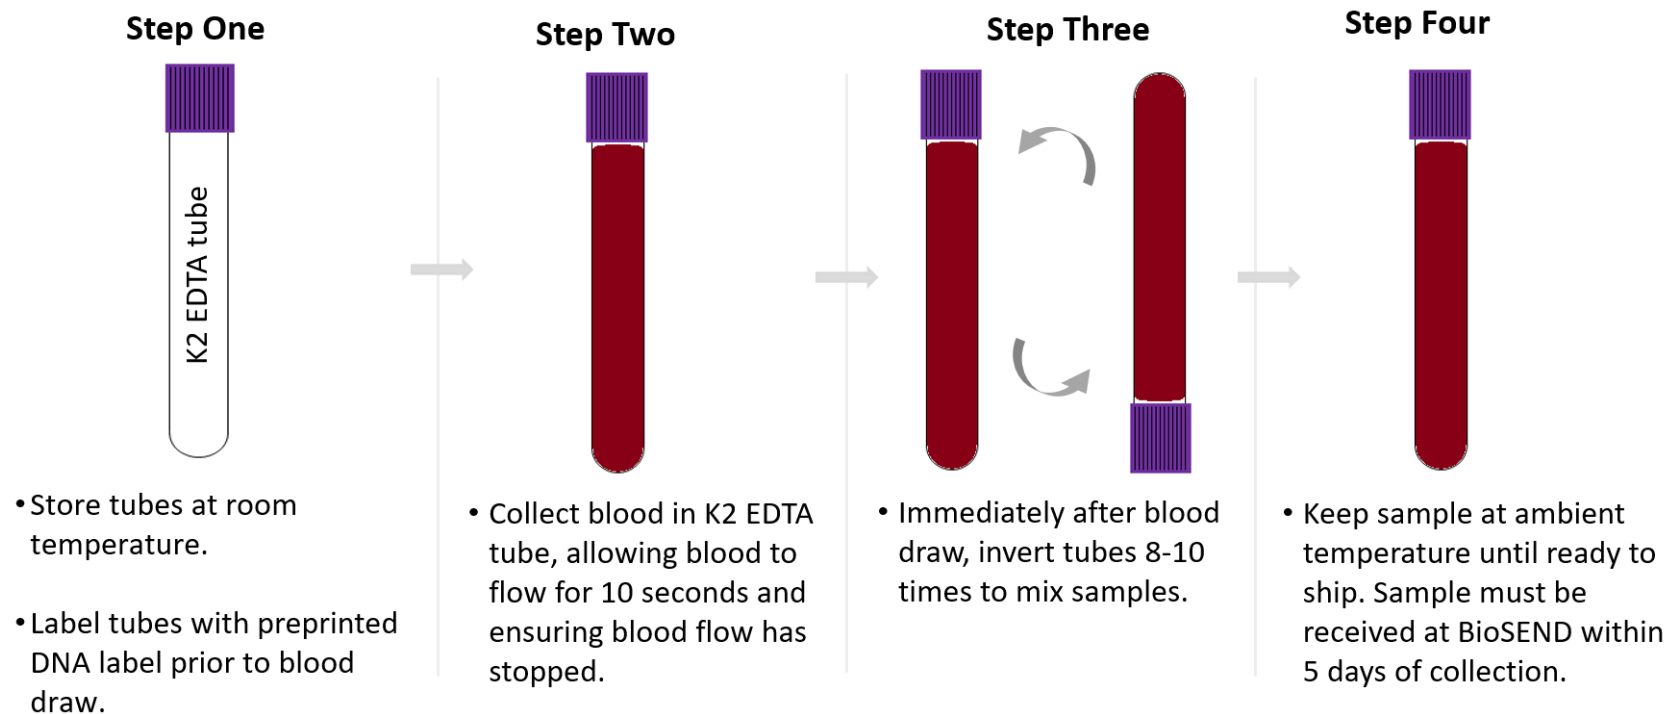 Step One
K2 EDTA tube
• Store tubes at room
temperature.
• Label tubes with preprinted
DNA label prior to blood
draw.
Step Two
• Collect blood in K2 EDTA
tube, allowing blood to
flow for 10 seconds and
ensuring blood flow has
stopped.
Step Three
• Immediately after blood
draw, invert tubes 8-10
times to mix samples.
Step Four
• Keep sample at ambient
temperature until ready to
ship. Sample must be
received at BioSEND within
5 days of collection.